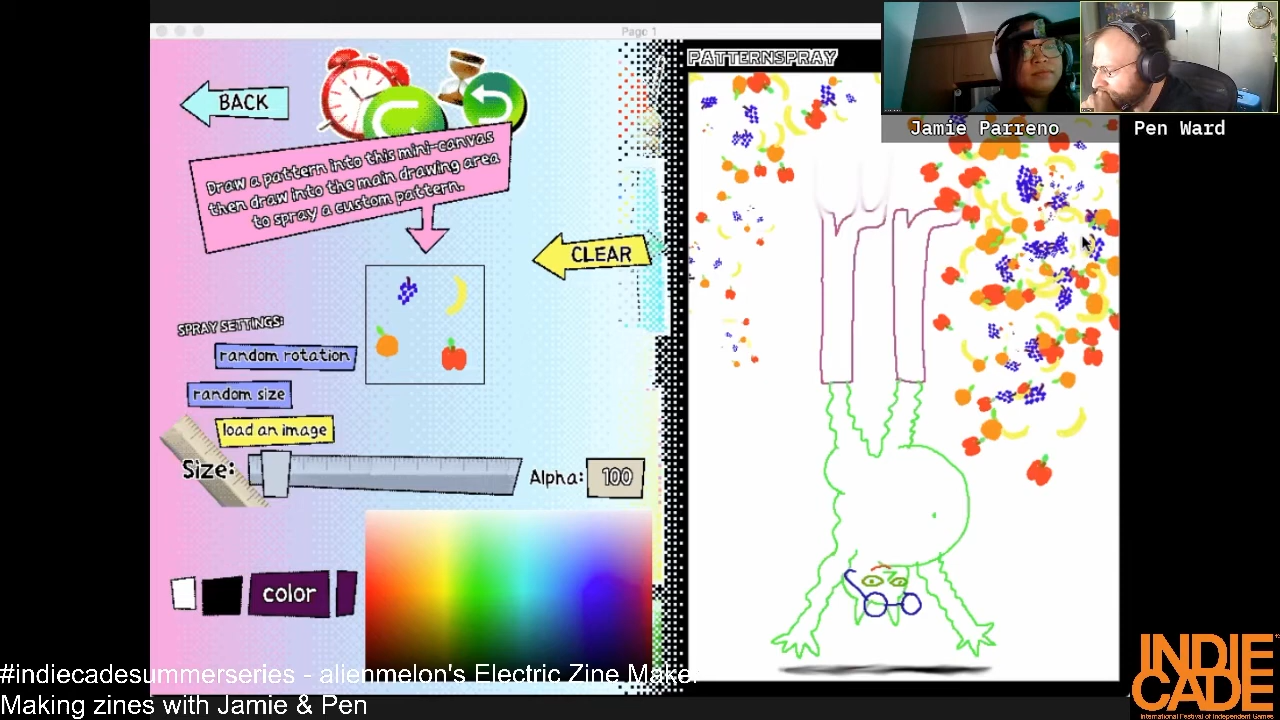 Page 1
BACK
PATTERNSPRAY
Draw a pattern into this mini-canvas
then draw into the main drawing area
to spray a custom pattern.
Jamie Parreno
Pen Ward
CLEAR
SPRAY SETTINGS:
random rotation
random size
load an image
Size:
Alpha: 100
color
#indiecadesummerseries - alienmelon's Electric Zine Maker
Making zines with Jamie & Pen
INDIE
CADE
International Festival of Independent Games